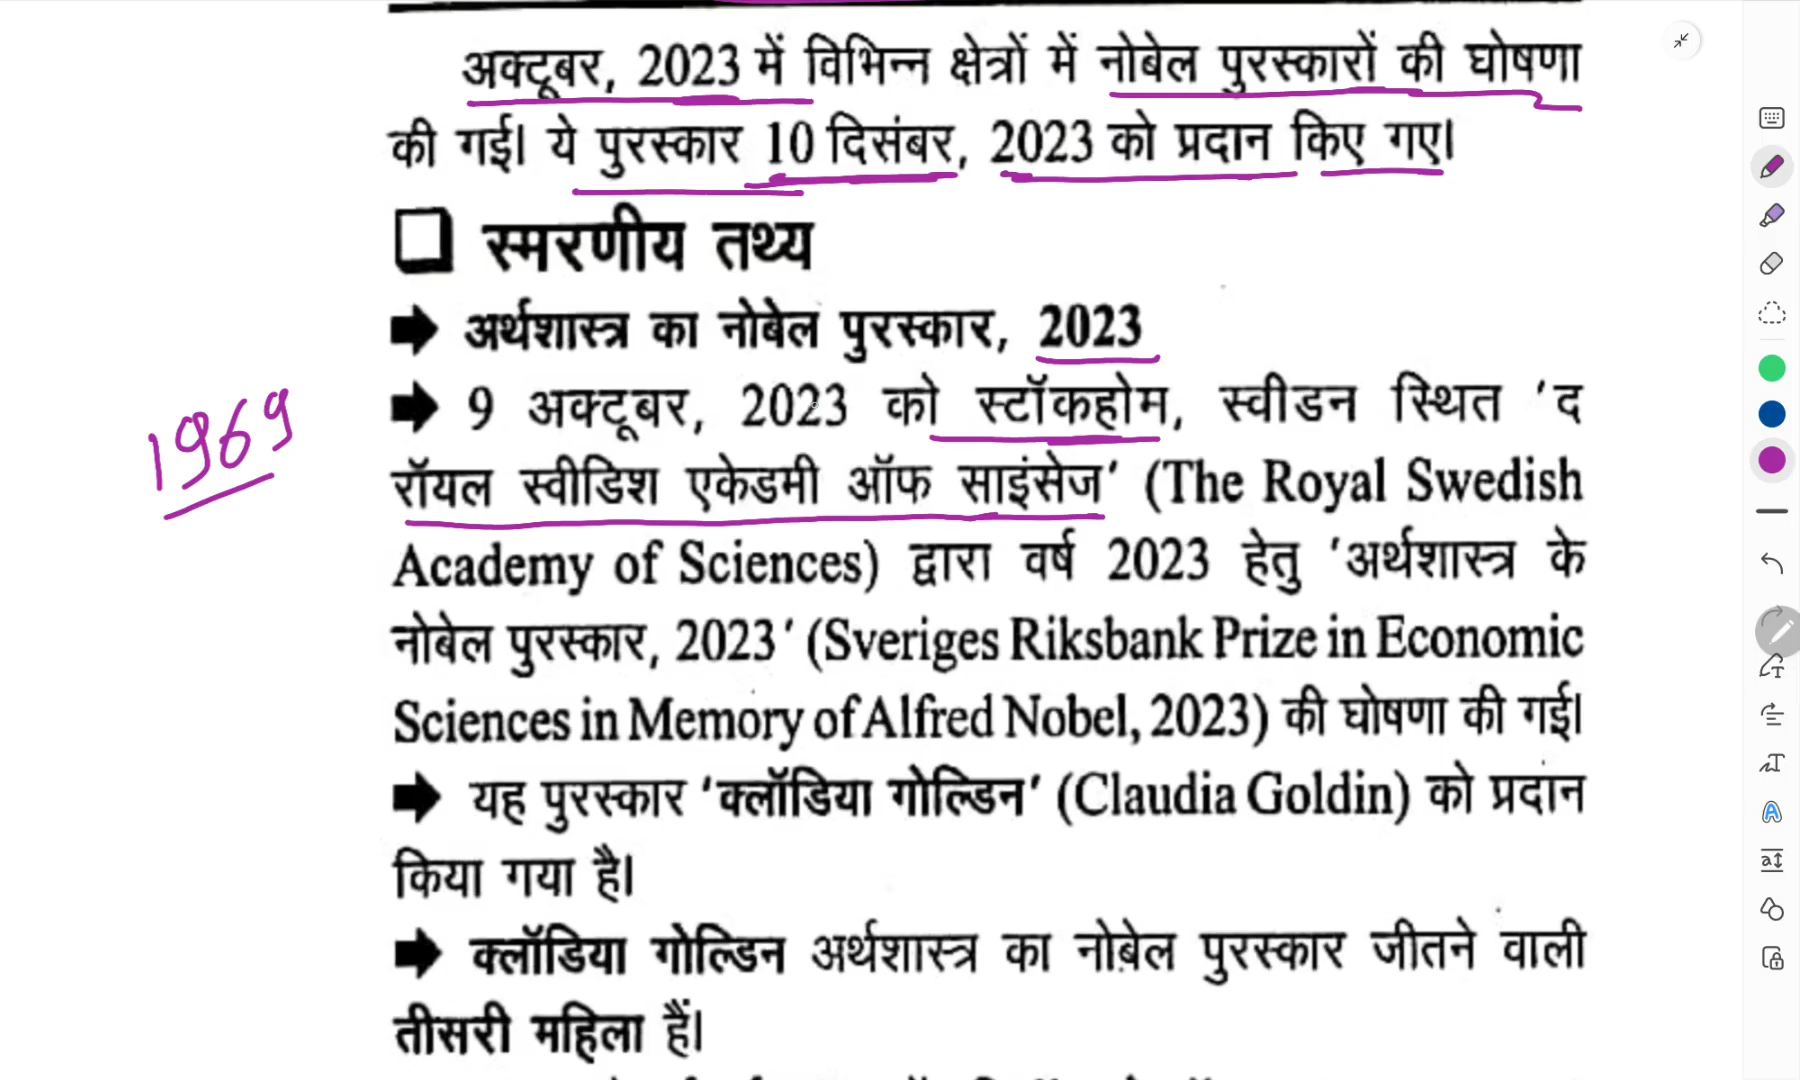 अक्टूबर, 2023 में विभिन्न क्षेत्रों में नोबेल पुरस्कारों की घोषणा
की गई। ये पुरस्कार 10 दिसंबर, 2023 को प्रदान किए गए।
❑ स्मरणीय तथ्य
➡ अर्थशास्त्र का नोबेल पुरस्कार, 2023
➡ 9 अक्टूबर, 2023 को स्टॉकहोम, स्वीडन स्थित 'द
1969
रॉयल स्वीडिश एकेडमी ऑफ साइंसेज' (The Royal Swedish
Academy of Sciences) द्वारा वर्ष 2023 हेतु 'अर्थशास्त्र के
नोबेल पुरस्कार, 2023' (Sveriges Riksbank Prize in Economic
Sciences in Memory of Alfred Nobel, 2023) की घोषणा की गई।
➡ यह पुरस्कार 'क्लॉडिया गोल्डिन' (Claudia Goldin) को प्रदान
किया गया है।
➡ क्लॉडिया गोल्डिन अर्थशास्त्र का नोबेल पुरस्कार जीतने वाली
तीसरी महिला हैं।